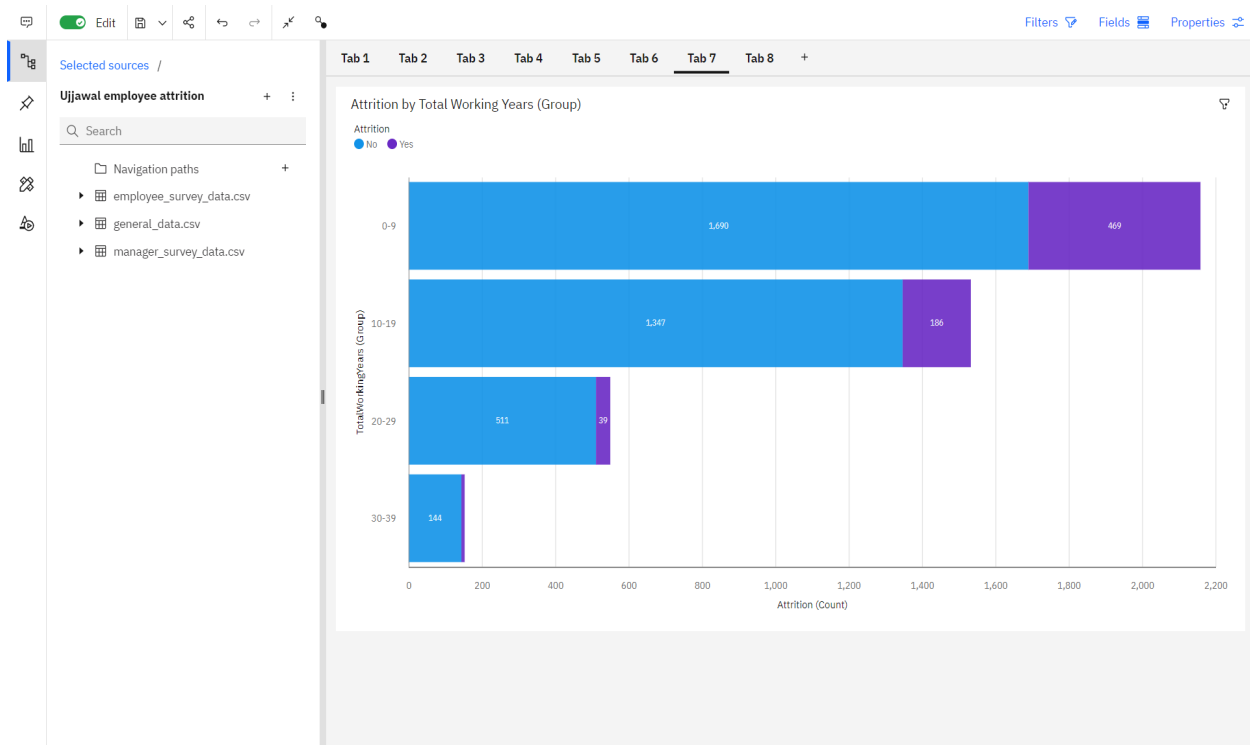 Edit
Filters
Fields
Properties
Selected sources /
Ujjawal employee attrition
Search
Navigation paths
employee_survey_data.csv
general_data.csv
manager_survey_data.csv
Tab 1 Tab 2 Tab 3 Tab 4 Tab 5 Tab 6 Tab 7 Tab 8 +
Attrition by Total Working Years (Group)
Attrition
No Yes
TotalWorkingYears (Group)
0-9 1,690 469
10-19 1,347 186
20-29 511 39
30-39 144
0 200 400 600 800 1,000 1,200 1,400 1,600 1,800 2,000 2,200
Attrition (Count)